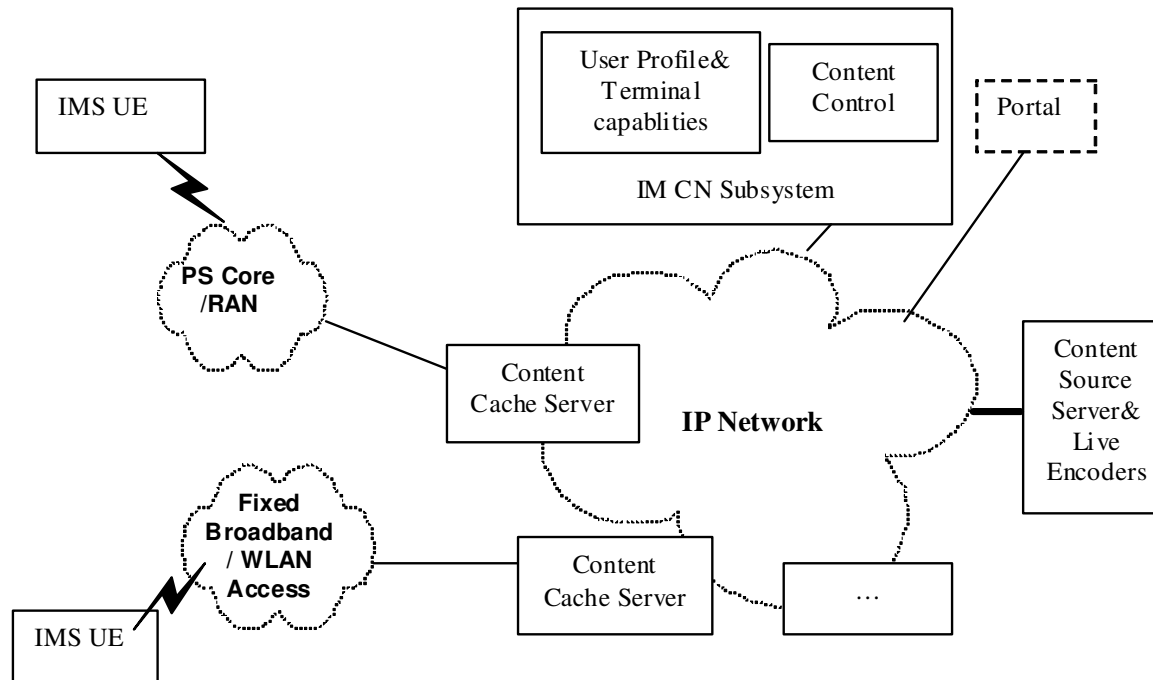 IMS UE
User Profile&
Terminal
capablities
Content
Control
IM CN Subsystem
Portal
PS Core
/RAN
Content
Cache Server
IP Network
Content
Source
Server&
Live
Encoders
Fixed
Broadband
/ WLAN
Access
Content
Cache Server
...
IMS UE